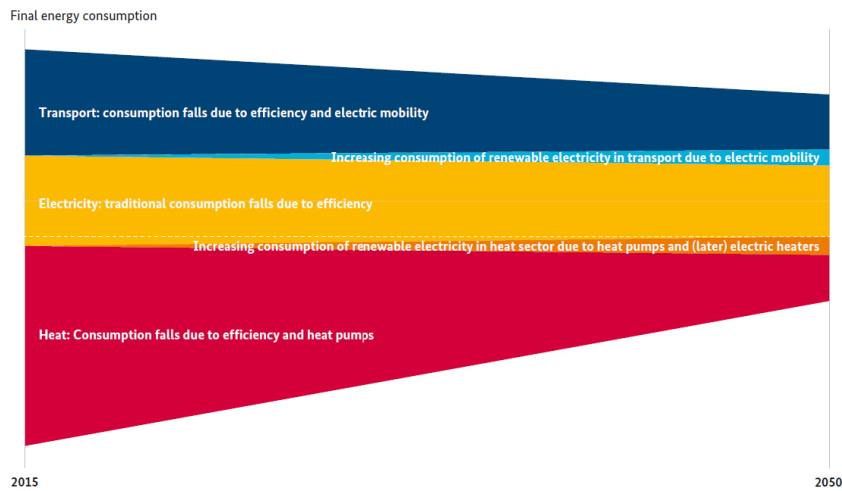 Final energy consumption
Transport: consumption falls due to efficiency and electric mobility
Increasing consumption of renewable electricity in transport due to electric mobility
Electricity: traditional consumption falls due to efficiency
Increasing consumption of renewable electricity in heat sector due to heat pumps and (later) electric heaters
Heat: Consumption falls due to efficiency and heat pumps
2015
2050